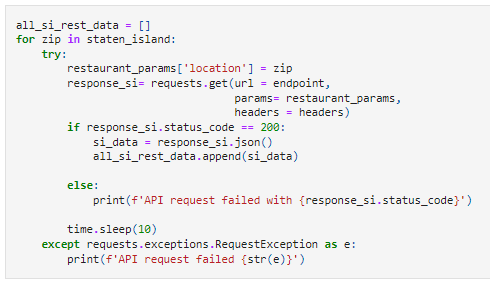 all_si_rest_data = []
for zip in staten_island:
    try:
        restaurant_params['location'] = zip
        response_si= requests.get(url = endpoint,
                                  params= restaurant_params,
                                  headers = headers)
        if response_si.status_code == 200:
            si_data = response_si.json()
            all_si_rest_data.append(si_data)

        else:
            print(f'API request failed with {response_si.status_code}')

        time.sleep(10)
    except requests.exceptions.RequestException as e:
        print(f'API request failed {str(e)}')